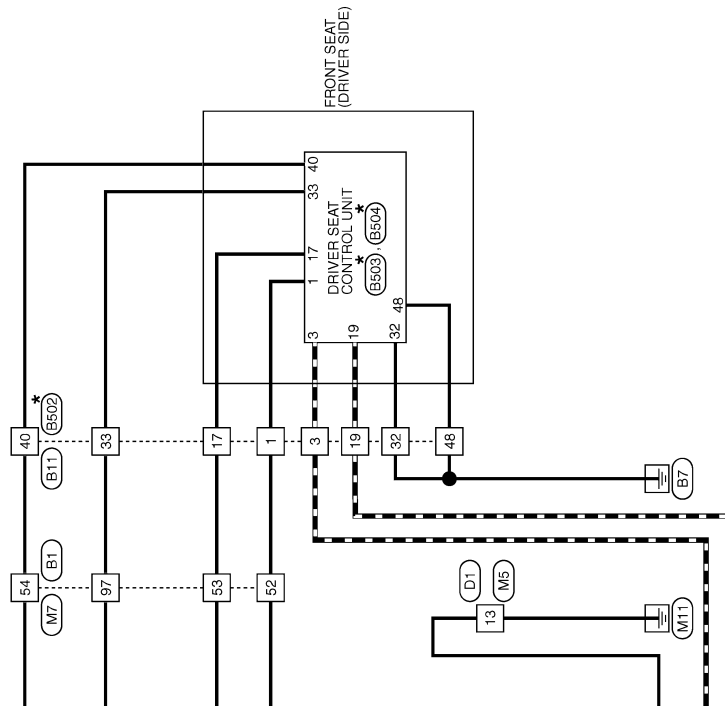 FRONT SEAT
(DRIVER SIDE)
40
33
17
1
DRIVER SEAT
CONTROL UNIT
* *
B503 , B504
48
3
19
32
*
B502
40
33
17
1
3
19
32
48
B11
B7
B1
54
97
53
52
M7
D1
M5
13
M11